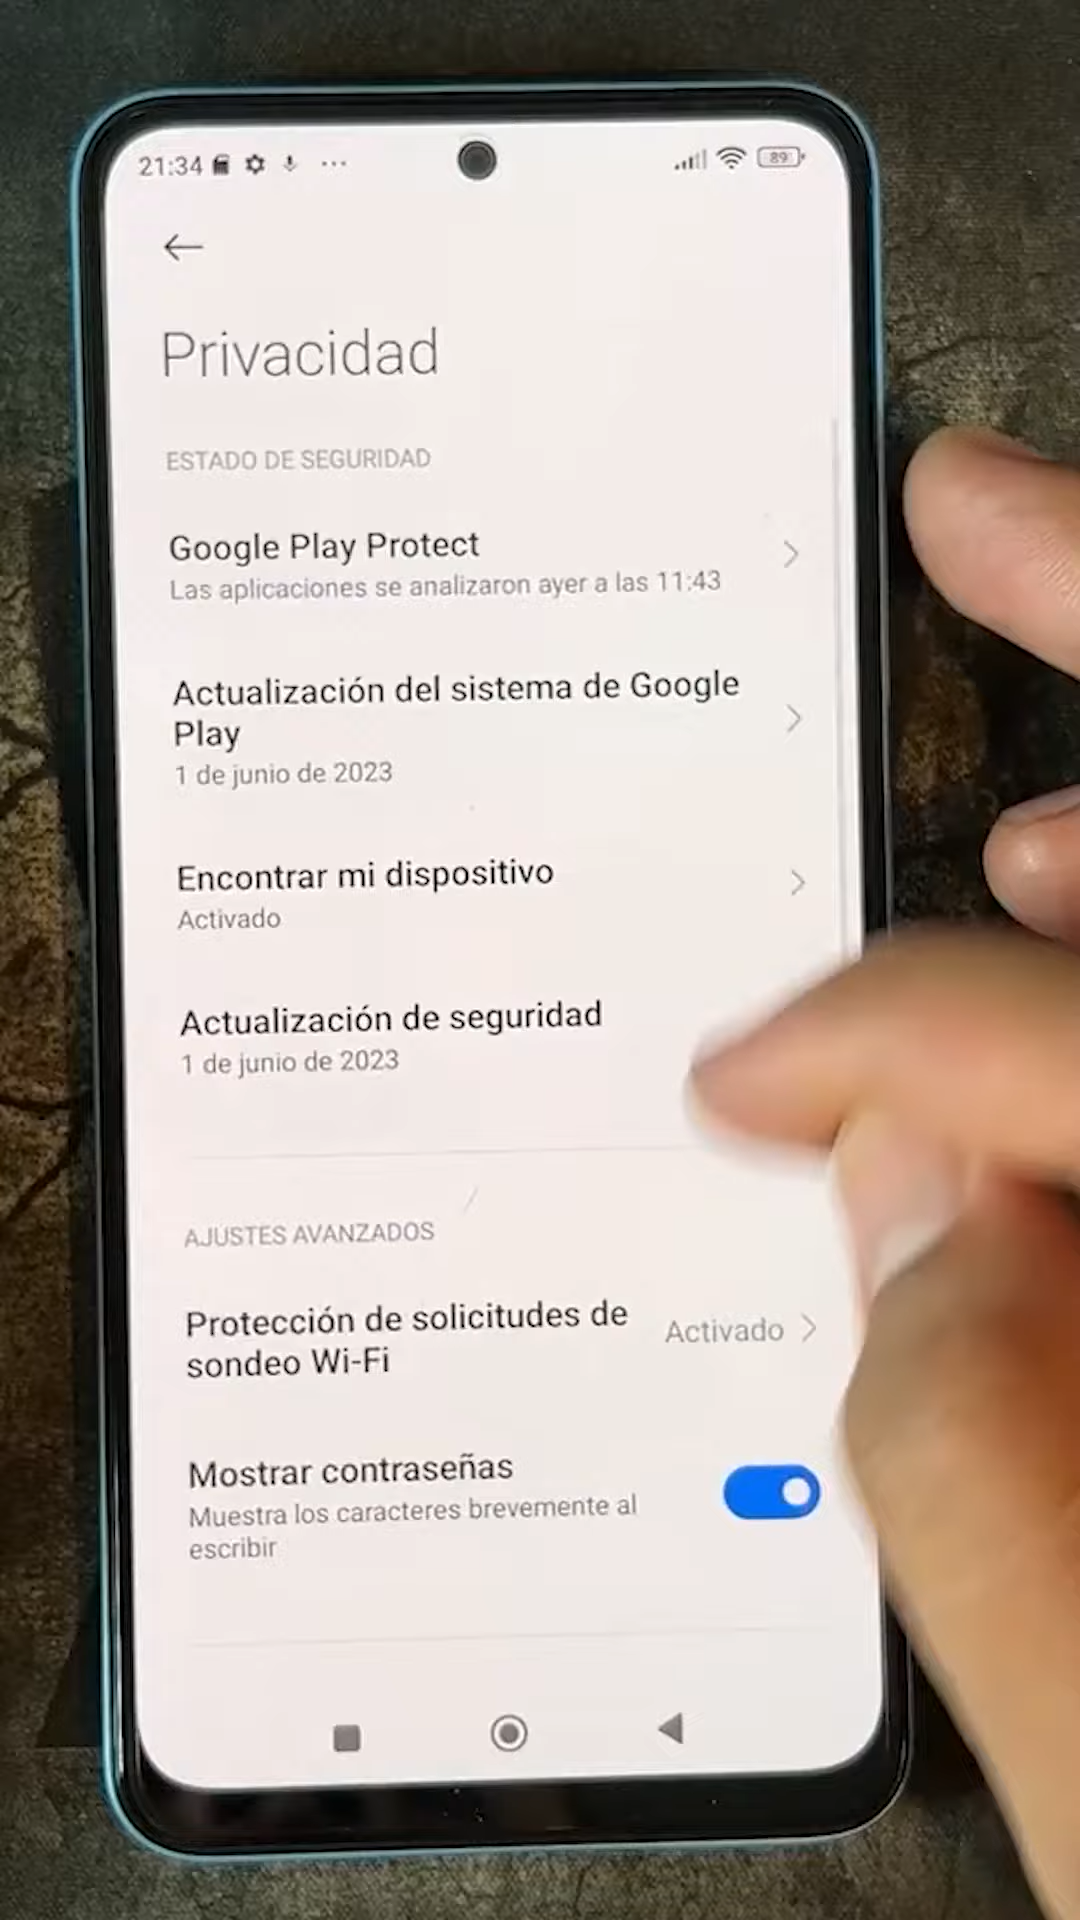 21:34
89
Privacidad
ESTADO DE SEGURIDAD
Google Play Protect
Las aplicaciones se analizaron ayer a las 11:43
Actualización del sistema de Google
Play
1 de junio de 2023
Encontrar mi dispositivo
Activado
Actualización de seguridad
1 de junio de 2023
AJUSTES AVANZADOS
Protección de solicitudes de
sondeo Wi-Fi
Activado
Mostrar contraseñas
Muestra los caracteres brevemente al
escribir